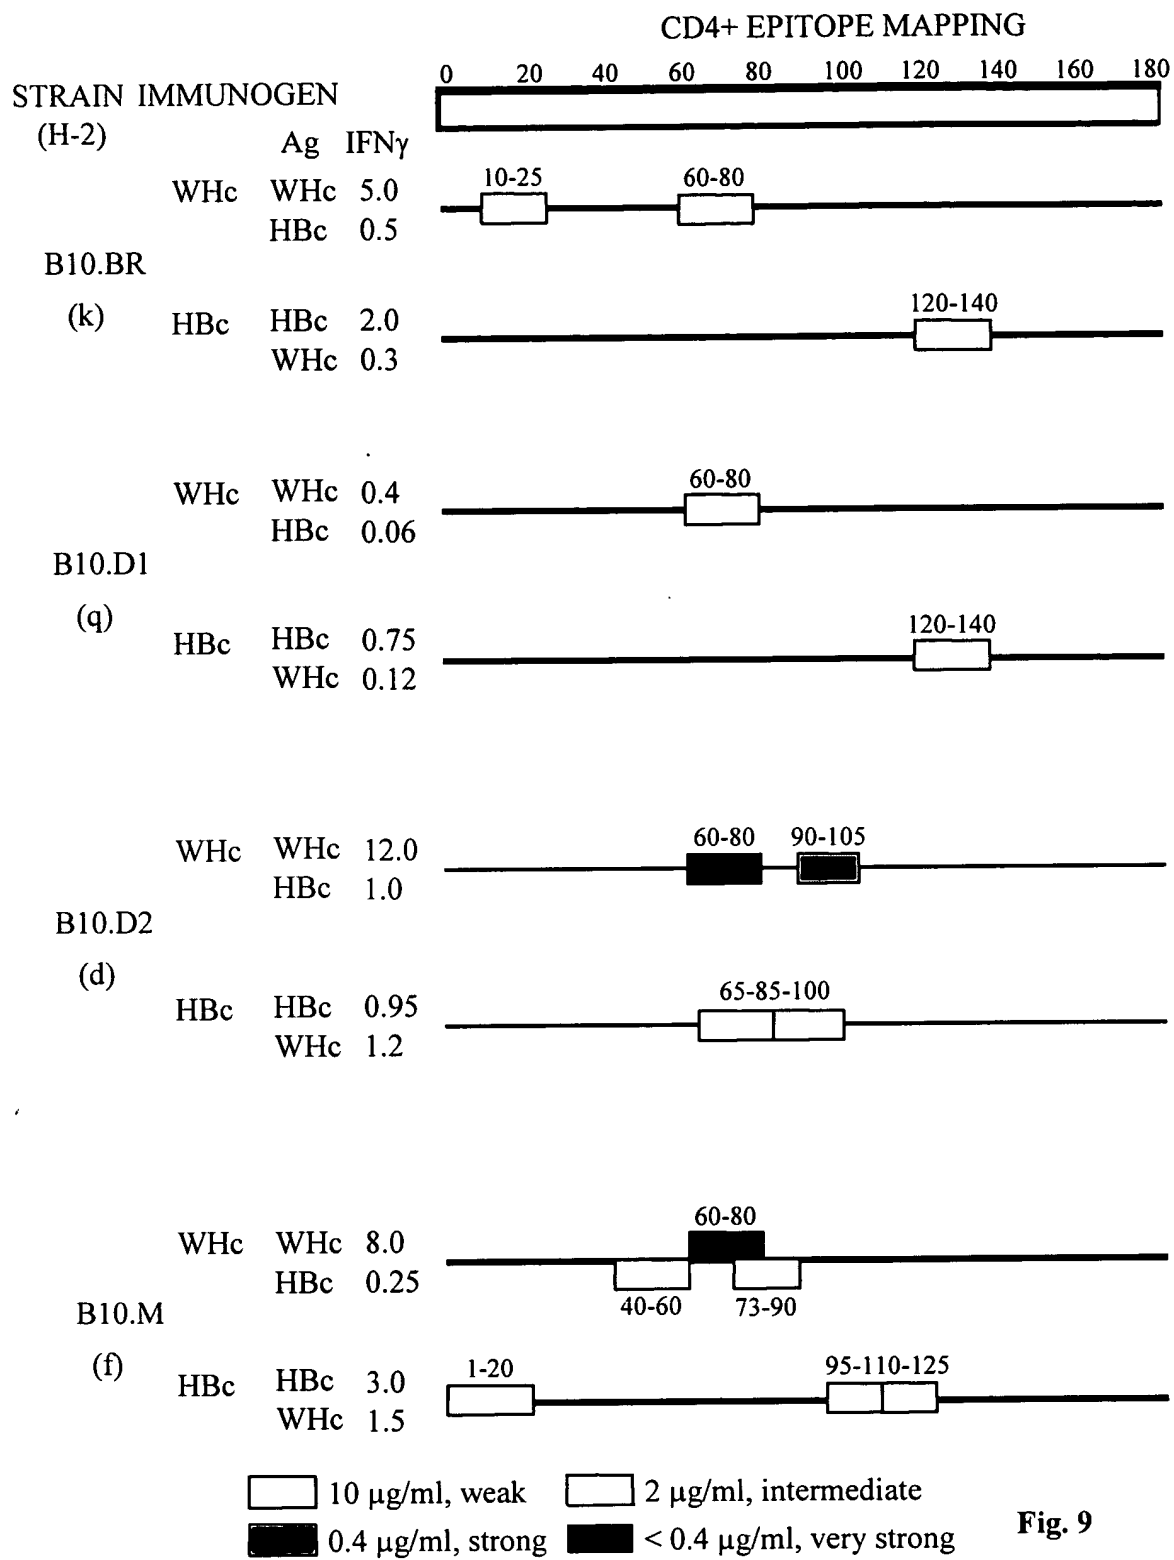 CD4+ EPITOPE MAPPING
0 20 40 60 80 100 120 140 160 180
STRAIN IMMUNOGEN
(H-2)
Ag IFNγ
10-25 60-80
WHc WHc 5.0
HBc 0.5
B10.BR
(k)
120-140
HBc HBc 2.0
WHc 0.3
60-80
WHc WHc 0.4
HBc 0.06
B10.D1
(q)
120-140
HBc HBc 0.75
WHc 0.12
60-80 90-105
WHc WHc 12.0
HBc 1.0
B10.D2
(d)
65-85-100
HBc HBc 0.95
WHc 1.2
60-80
WHc WHc 8.0
HBc 0.25
40-60 73-90
B10.M
(f)
1-20 95-110-125
HBc HBc 3.0
WHc 1.5
10 μg/ml, weak 2 μg/ml, intermediate
0.4 μg/ml, strong < 0.4 μg/ml, very strong
Fig. 9